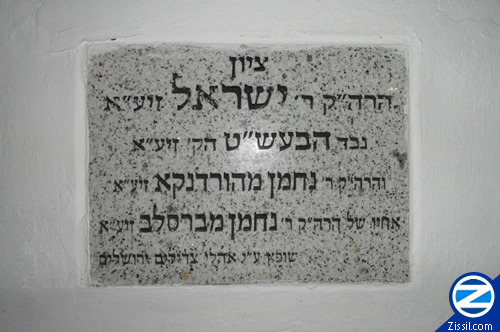 ציון
הרה"ק ר' ישראל זיע"א
נכד הבעש"ט הק' זיע"א
והרה"ק ר' נחמן מהורדנקא זיע"א
אחיו של הרה"ק ר' נחמן מברסלב זיע"א
שופץ ע"י אהלי צדיקים ירושלים
Zissil.com